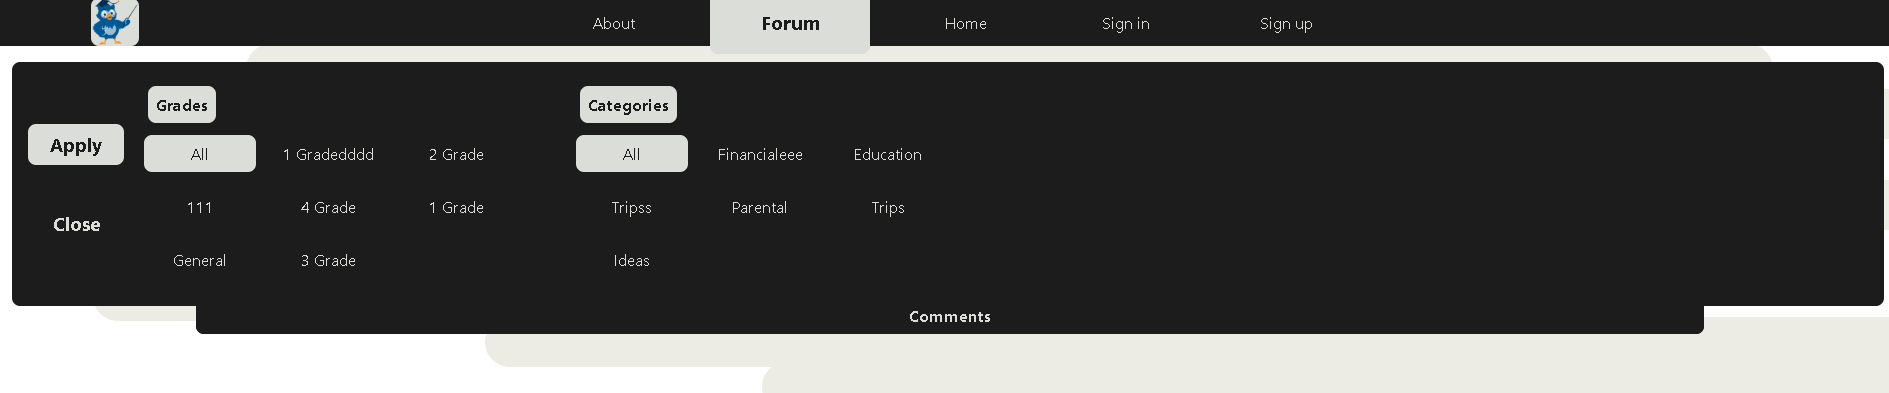 About Forum Home Sign in Sign up
Grades Categories
Apply
All 1 Gradedddd 2 Grade All Financialeee Education
111 4 Grade 1 Grade Tripss Parental Trips
Close
General 3 Grade Ideas
Comments